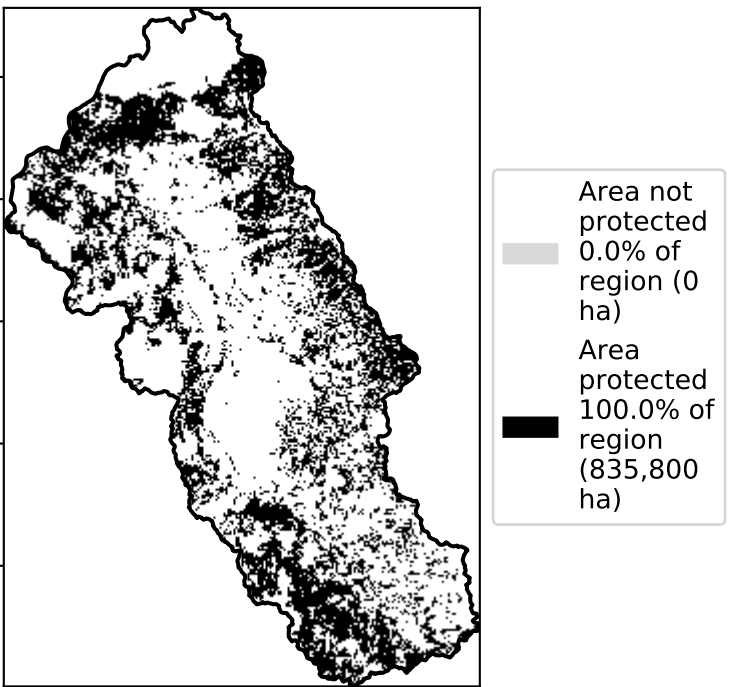 Area not
protected
0.0% of
region (0
ha)
Area
protected
100.0% of
region
(835,800
ha)